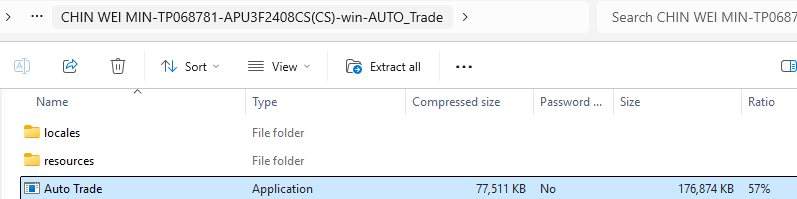 CHIN WEI MIN-TP068781-APU3F2408CS(CS)-win-AUTO_Trade
Search CHIN WEI MIN-TP0687
Sort View Extract all
Name Type Compressed size Password ... Size Ratio
locales File folder
resources File folder
Auto Trade Application 77,511 KB No 176,874 KB 57%